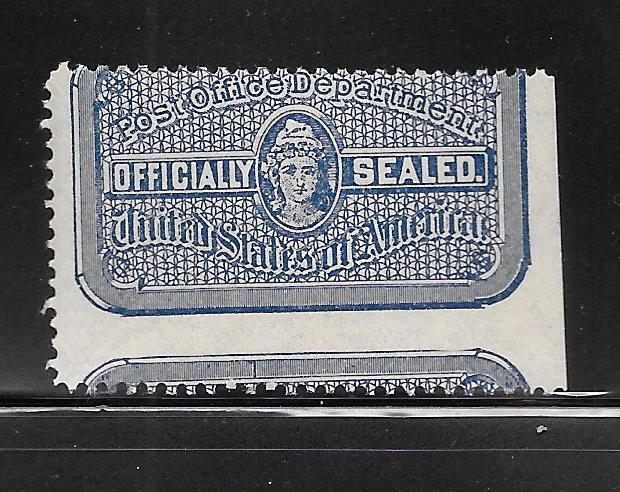 Post Office Department
OFFICIALLY SEALED.
United States of America